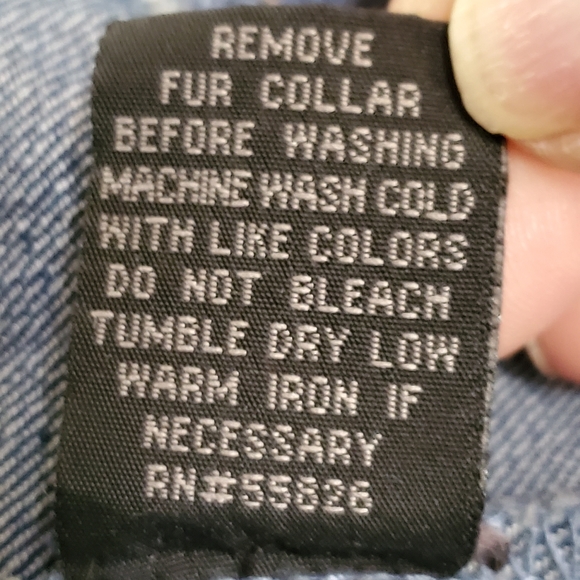 REMOVE
FUR COLLAR
BEFORE WASHING
MACHINE WASH COLD
WITH LIKE COLORS
DO NOT BLEACH
TUMBLE DRY LOW
WARM IRON IF
NECESSARY
RN#55826